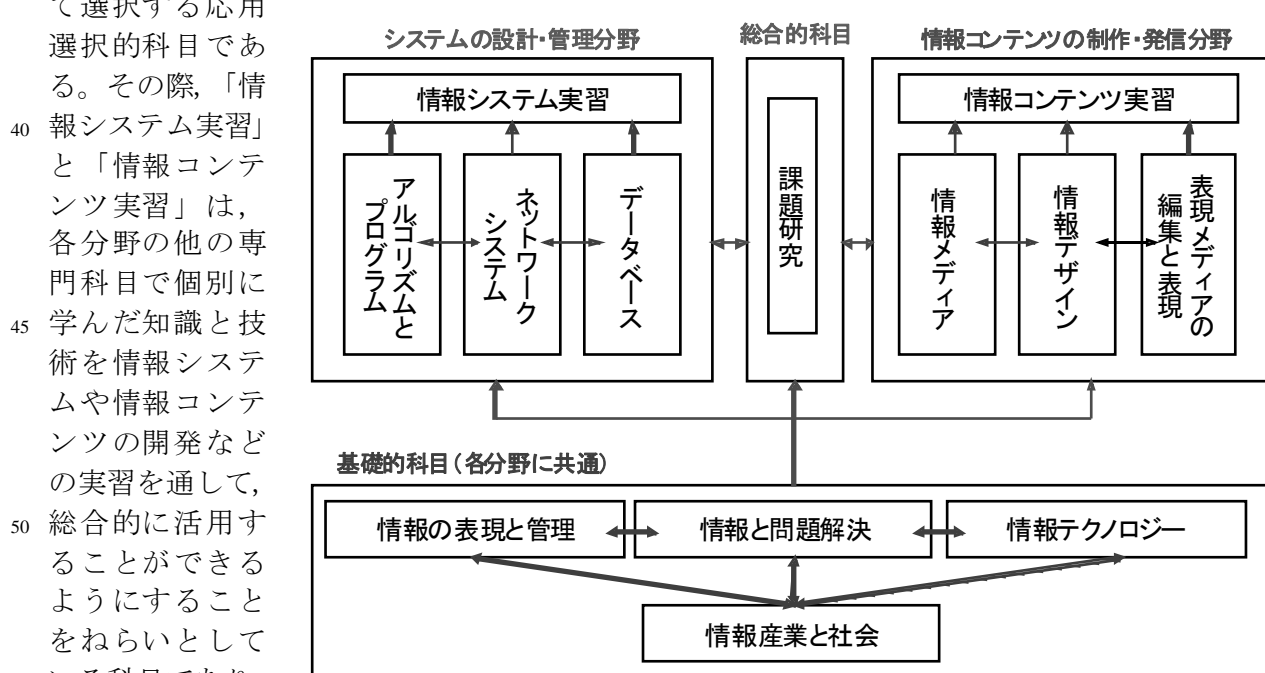 て選択する応用
選択的科目であ
る。その際,「情
40 報システム実習」
と「情報コンテ
ンツ実習」は,
各分野の他の専
門科目で個別に
45 学んだ知識と技
術を情報システ
ムや情報コンテ
ンツの開発など
の実習を通して,
50 総合的に活用す
ることができる
ようにすること
をねらいとして
いる科目であり,
システムの設計・管理分野
情報システム実習
アルゴリズムと
プログラム
ネットワーク
システム
データベース
総合的科目
課題研究
情報コンテンツの制作・発信分野
情報コンテンツ実習
情報メディア
情報デザイン
表現メディアの
編集と表現
基礎的科目(各分野に共通)
情報の表現と管理
情報と問題解決
情報テクノロジー
情報産業と社会